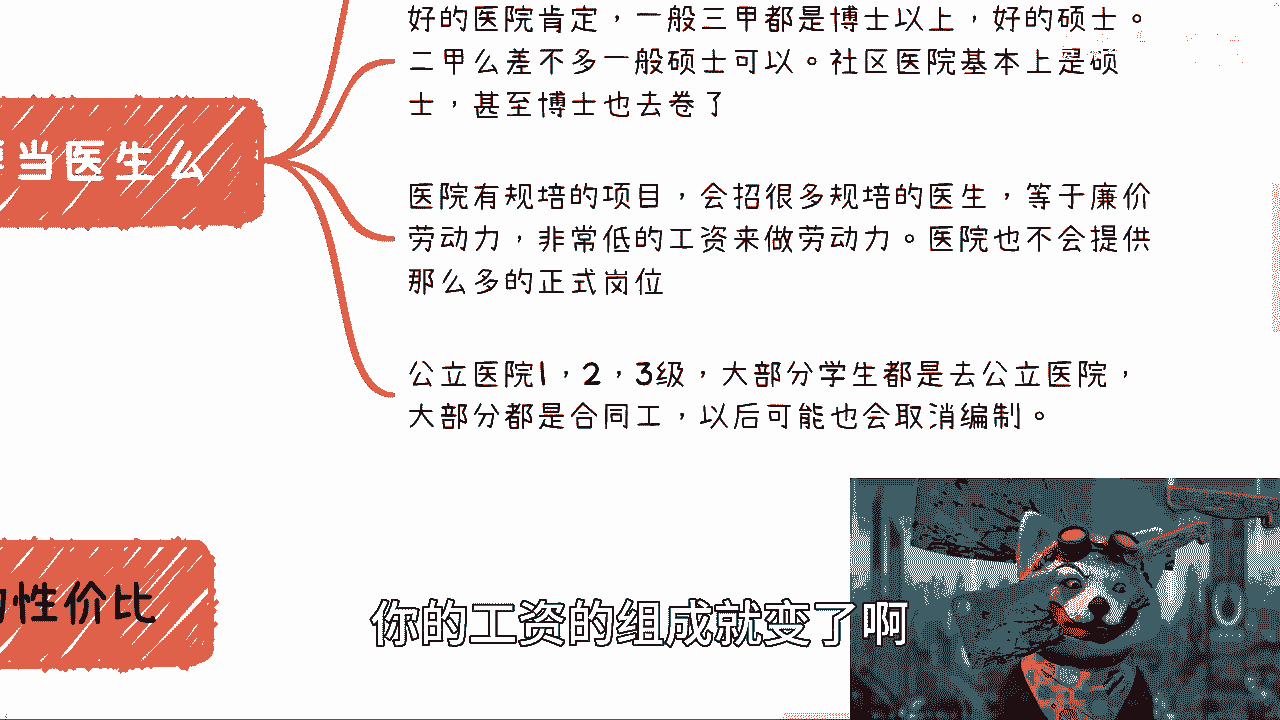 好的医院肯定，一般三甲都是博士以上，好的硕士。
二甲么差不多一般硕士可以。社区医院基本上是硕
士，甚至博士也去卷了
当医生么
医院有规培的项目，会招很多规培的医生，等于廉价
劳动力，非常低的工资来做劳动力。医院也不会提供
那么多的正式岗位
公立医院1，2，3级，大部分学生都是去公立医院，
大部分都是合同工，以后可能也会取消编制。
性价比
你的工资的组成就变了啊